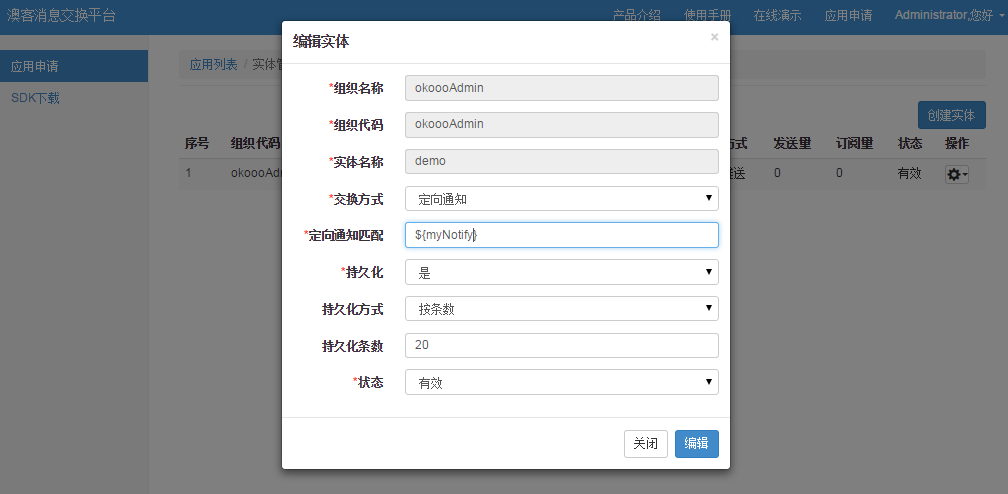 澳客消息交换平台 产品介绍 使用手册 在线演示 应用申请 Administrator,您好
应用申请
SDK下载
应用列表 / 实体管
创建实体
序号 组织代码 方式 发送量 订阅量 状态 操作
1 okoooAdm 推送 0 0 有效
编辑实体 ×
*组织名称 okoooAdmin
*组织代码 okoooAdmin
*实体名称 demo
*交换方式 定向通知
*定向通知匹配 ${myNotify}
*持久化 是
持久化方式 按条数
持久化条数 20
*状态 有效
关闭 编辑